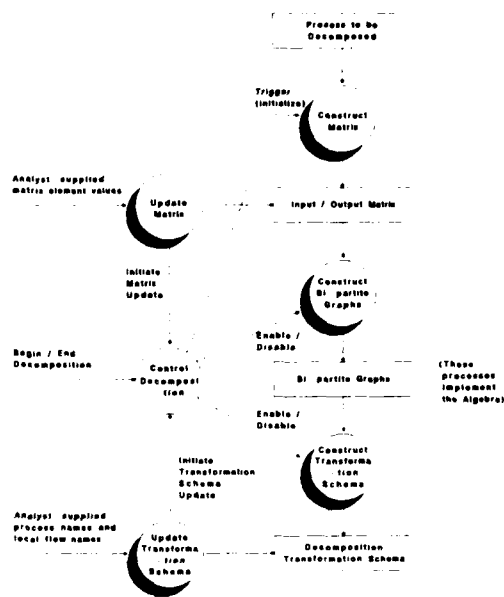 Process to be
Decomposed
Trigger
(initialize)
Construct
Matrix
Analyst supplied
matrix element values
Update
Matrix
Input / Output Matrix
Initiate
Matrix
Update
Construct
Bi partite
Graphs
Enable /
Disable
Begin / End
Decomposition
Control
Decomposi
tion
Bi partite Graphs
(These
processes
implement
the Algebra)
Enable /
Disable
Initiate
Transformation
Schema
Update
Construct
Transforma
tion
Schema
Analyst supplied
process names and
local flow names
Update
Transforma
tion
Schema
Decomposition
Transformation Schema